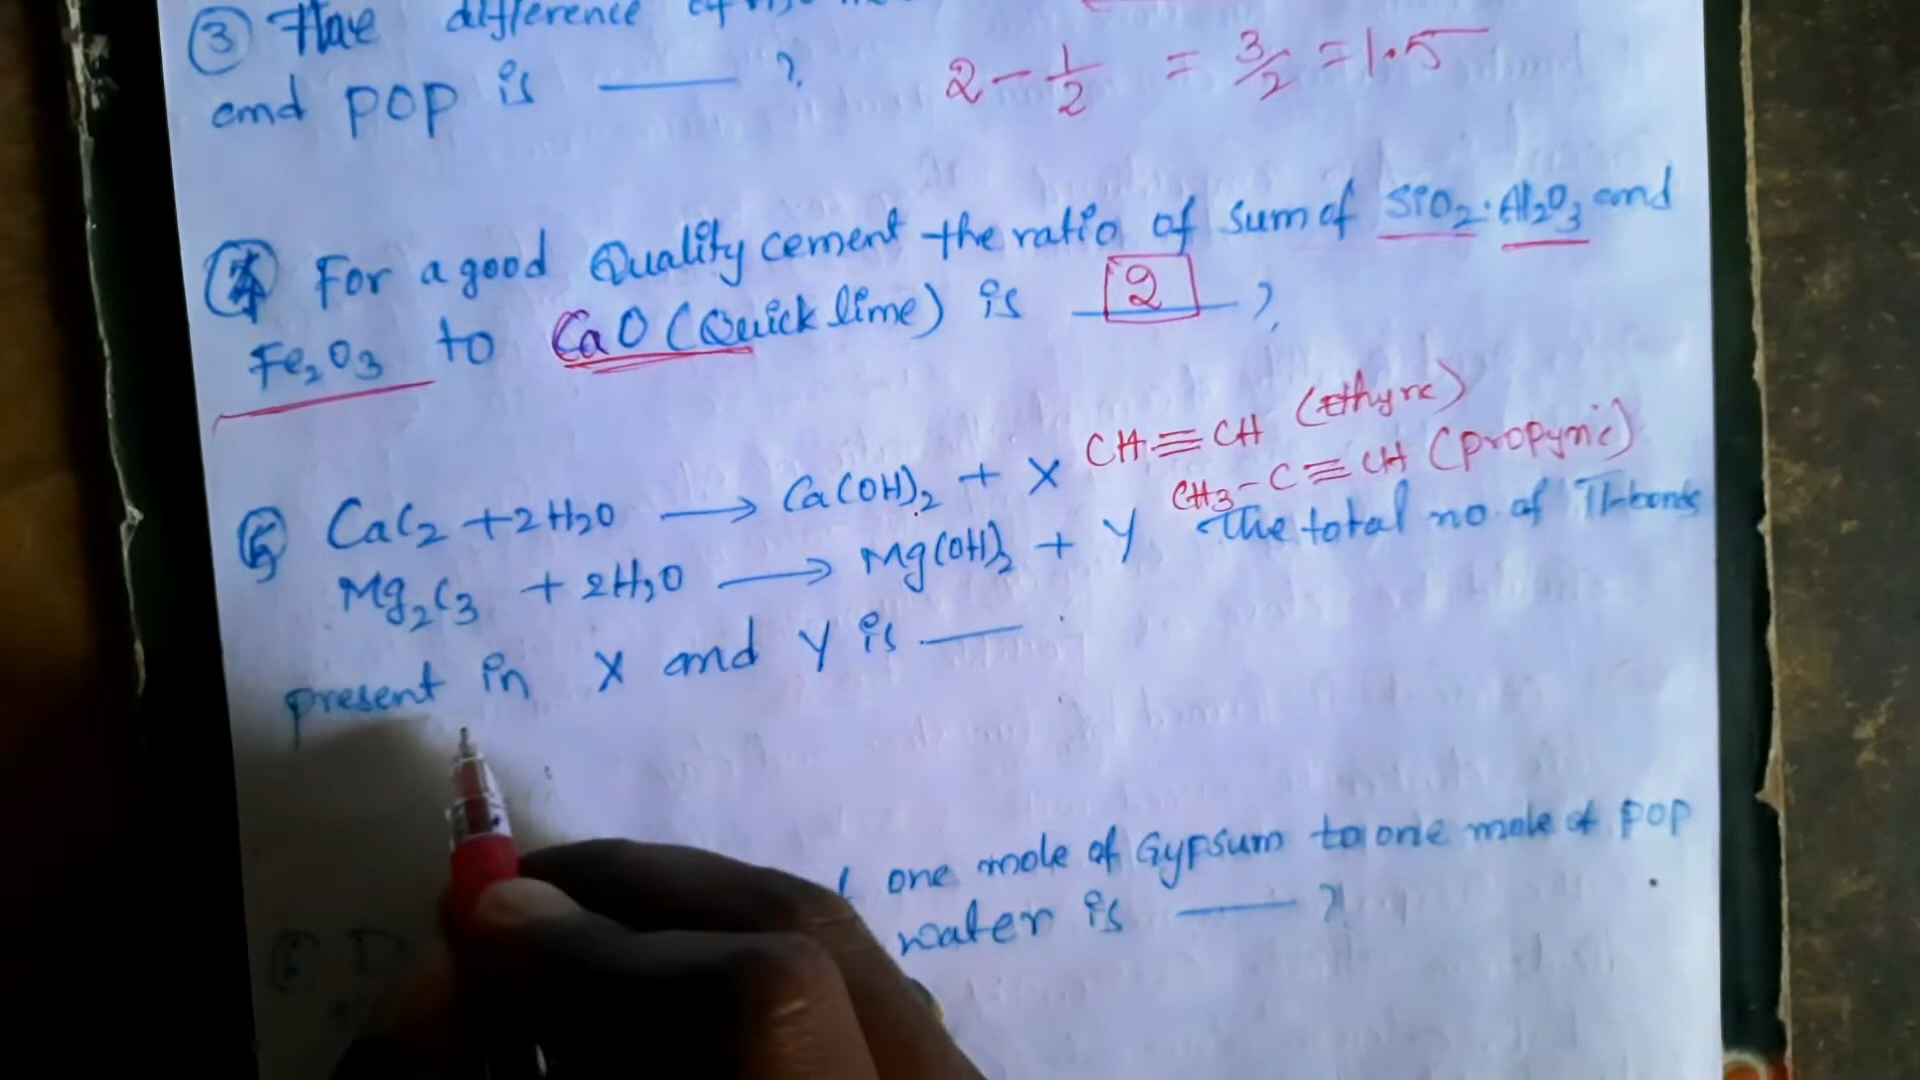 ③ The difference of
and pop is ——— ?
2 - 1/2 = 3/2 = 1.5
④ For a good Quality cement the ratio of sum of SiO₂. Al₂O₃ and
Fe₂O₃ to CaO (Quick lime) is 2 ?
CH≡CH (Ethyne)
CH₃-C≡CH (propyne)
⑤ CaC₂ + 2H₂O ⟶ Ca(OH)₂ + X
Mg₂C₃ + 2H₂O ⟶ Mg(OH)₂ + Y The total no. of π-bonds
present in X and Y is ——
one mole of Gypsum to one mole of pop
water is ——— ?